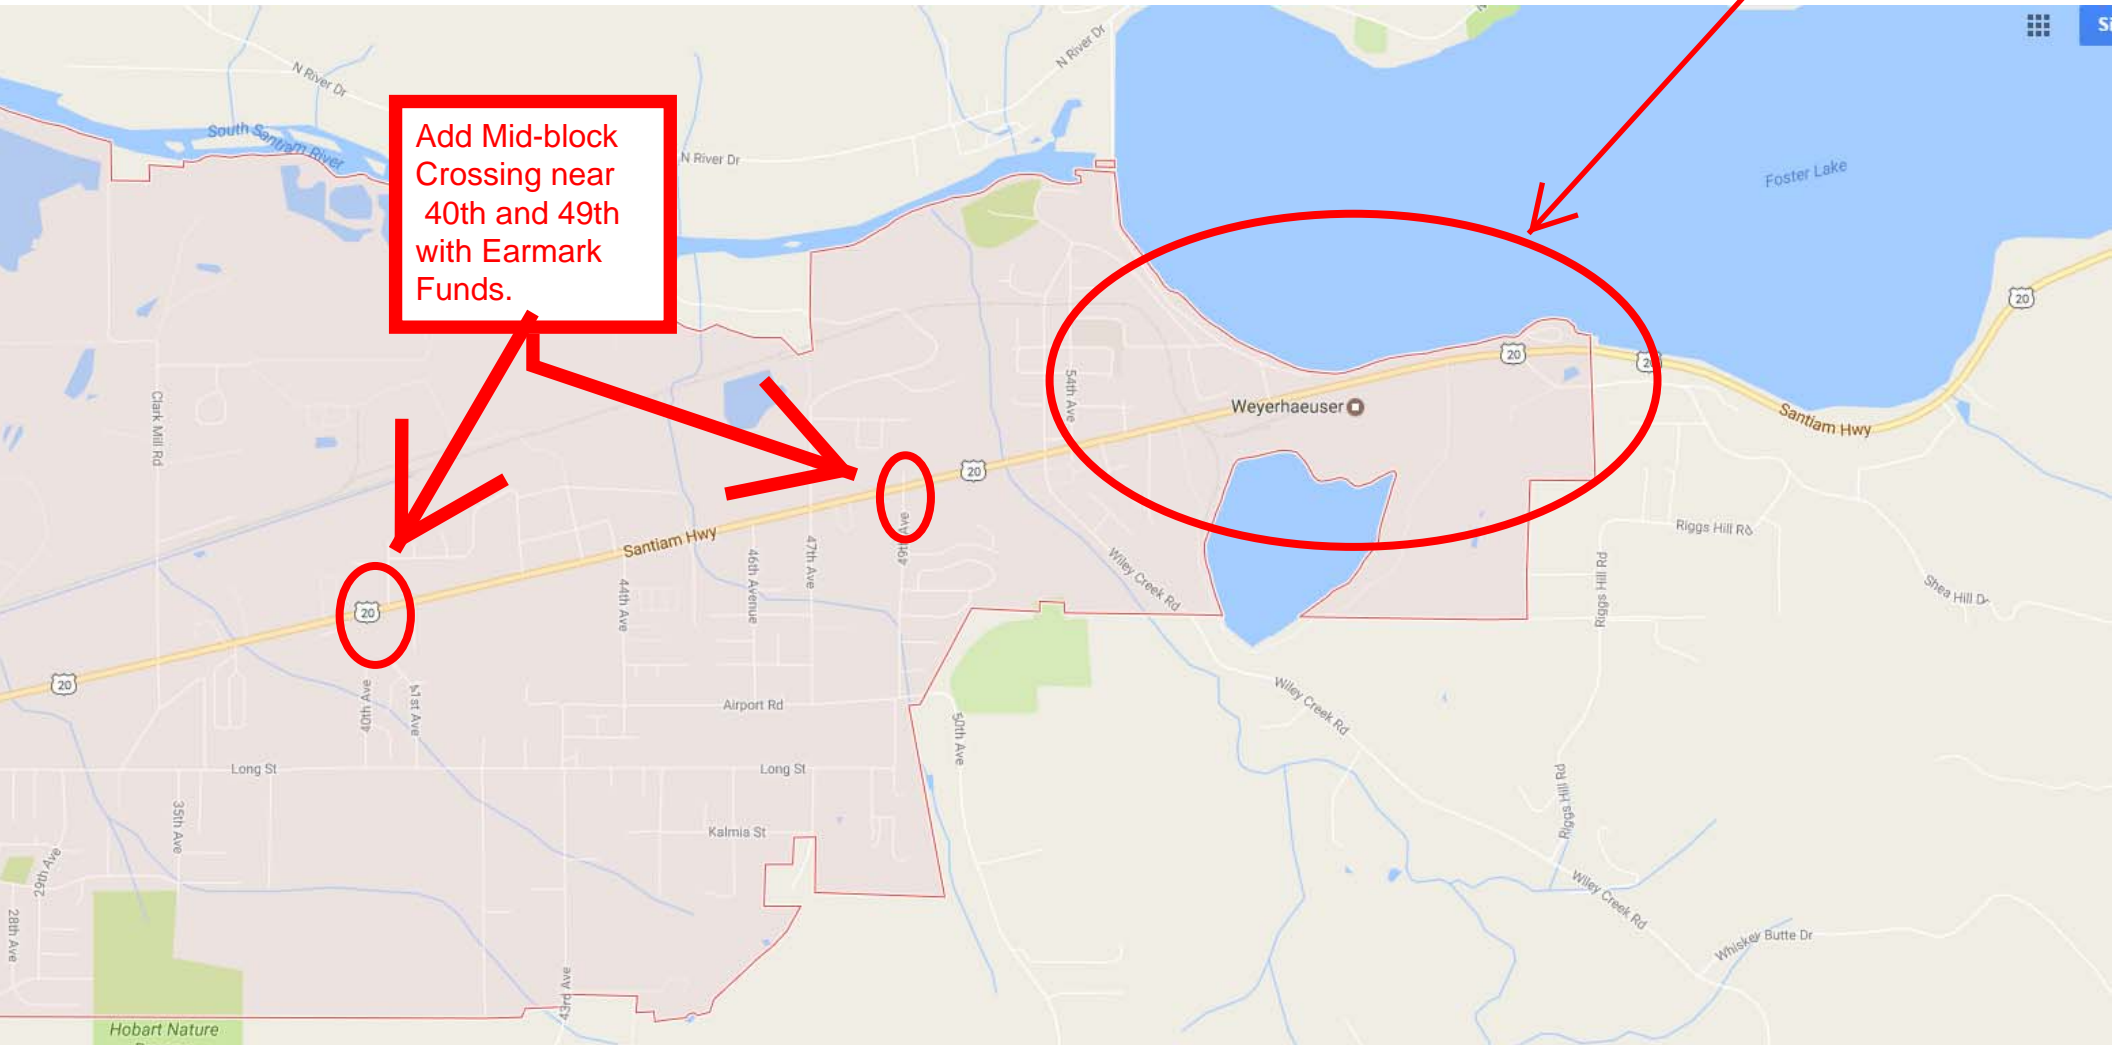 Si
N River Dr
N River Dr
South Santiam River
Add Mid-block
Crossing near
40th and 49th
with Earmark
Funds.
N River Dr
Foster Lake
20
20
20
Clark Mill Rd
54th Ave
Weyerhaeuser
Santiam Hwy
20
Santiam Hwy
49th Ave
47th Ave
46th Avenue
44th Ave
Wiley Creek Rd
Riggs Hill Rd
Riggs Hill Rd
Shea Hill Dr
20
20
40th Ave
41st Ave
Airport Rd
50th Ave
Wiley Creek Rd
Long St
Long St
Riggs Hill Rd
35th Ave
Kalmia St
29th Ave
28th Ave
Wiley Creek Rd
Whiskey Butte Dr
43rd Ave
Hobart Nature